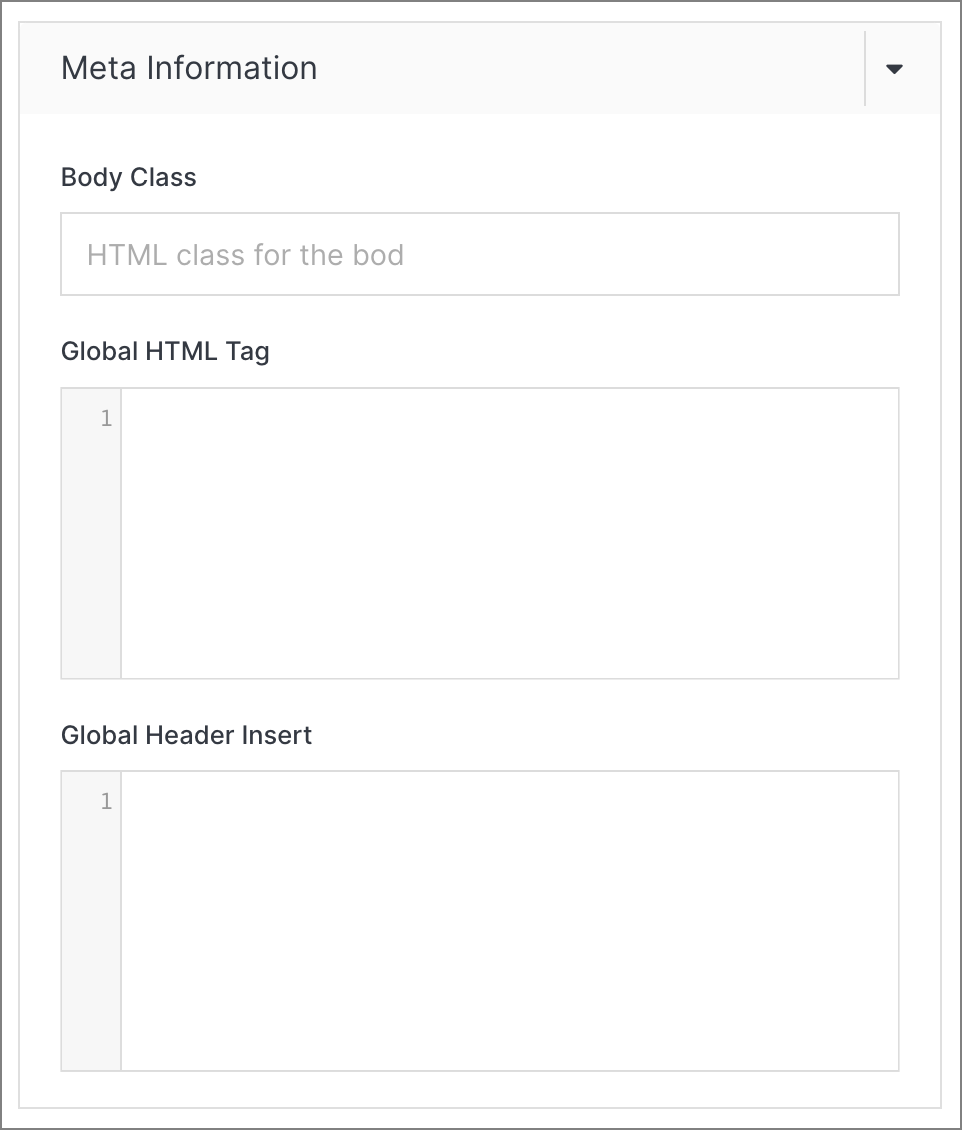 Meta Information
Body Class
HTML class for the bod
Global HTML Tag
1
Global Header Insert
1